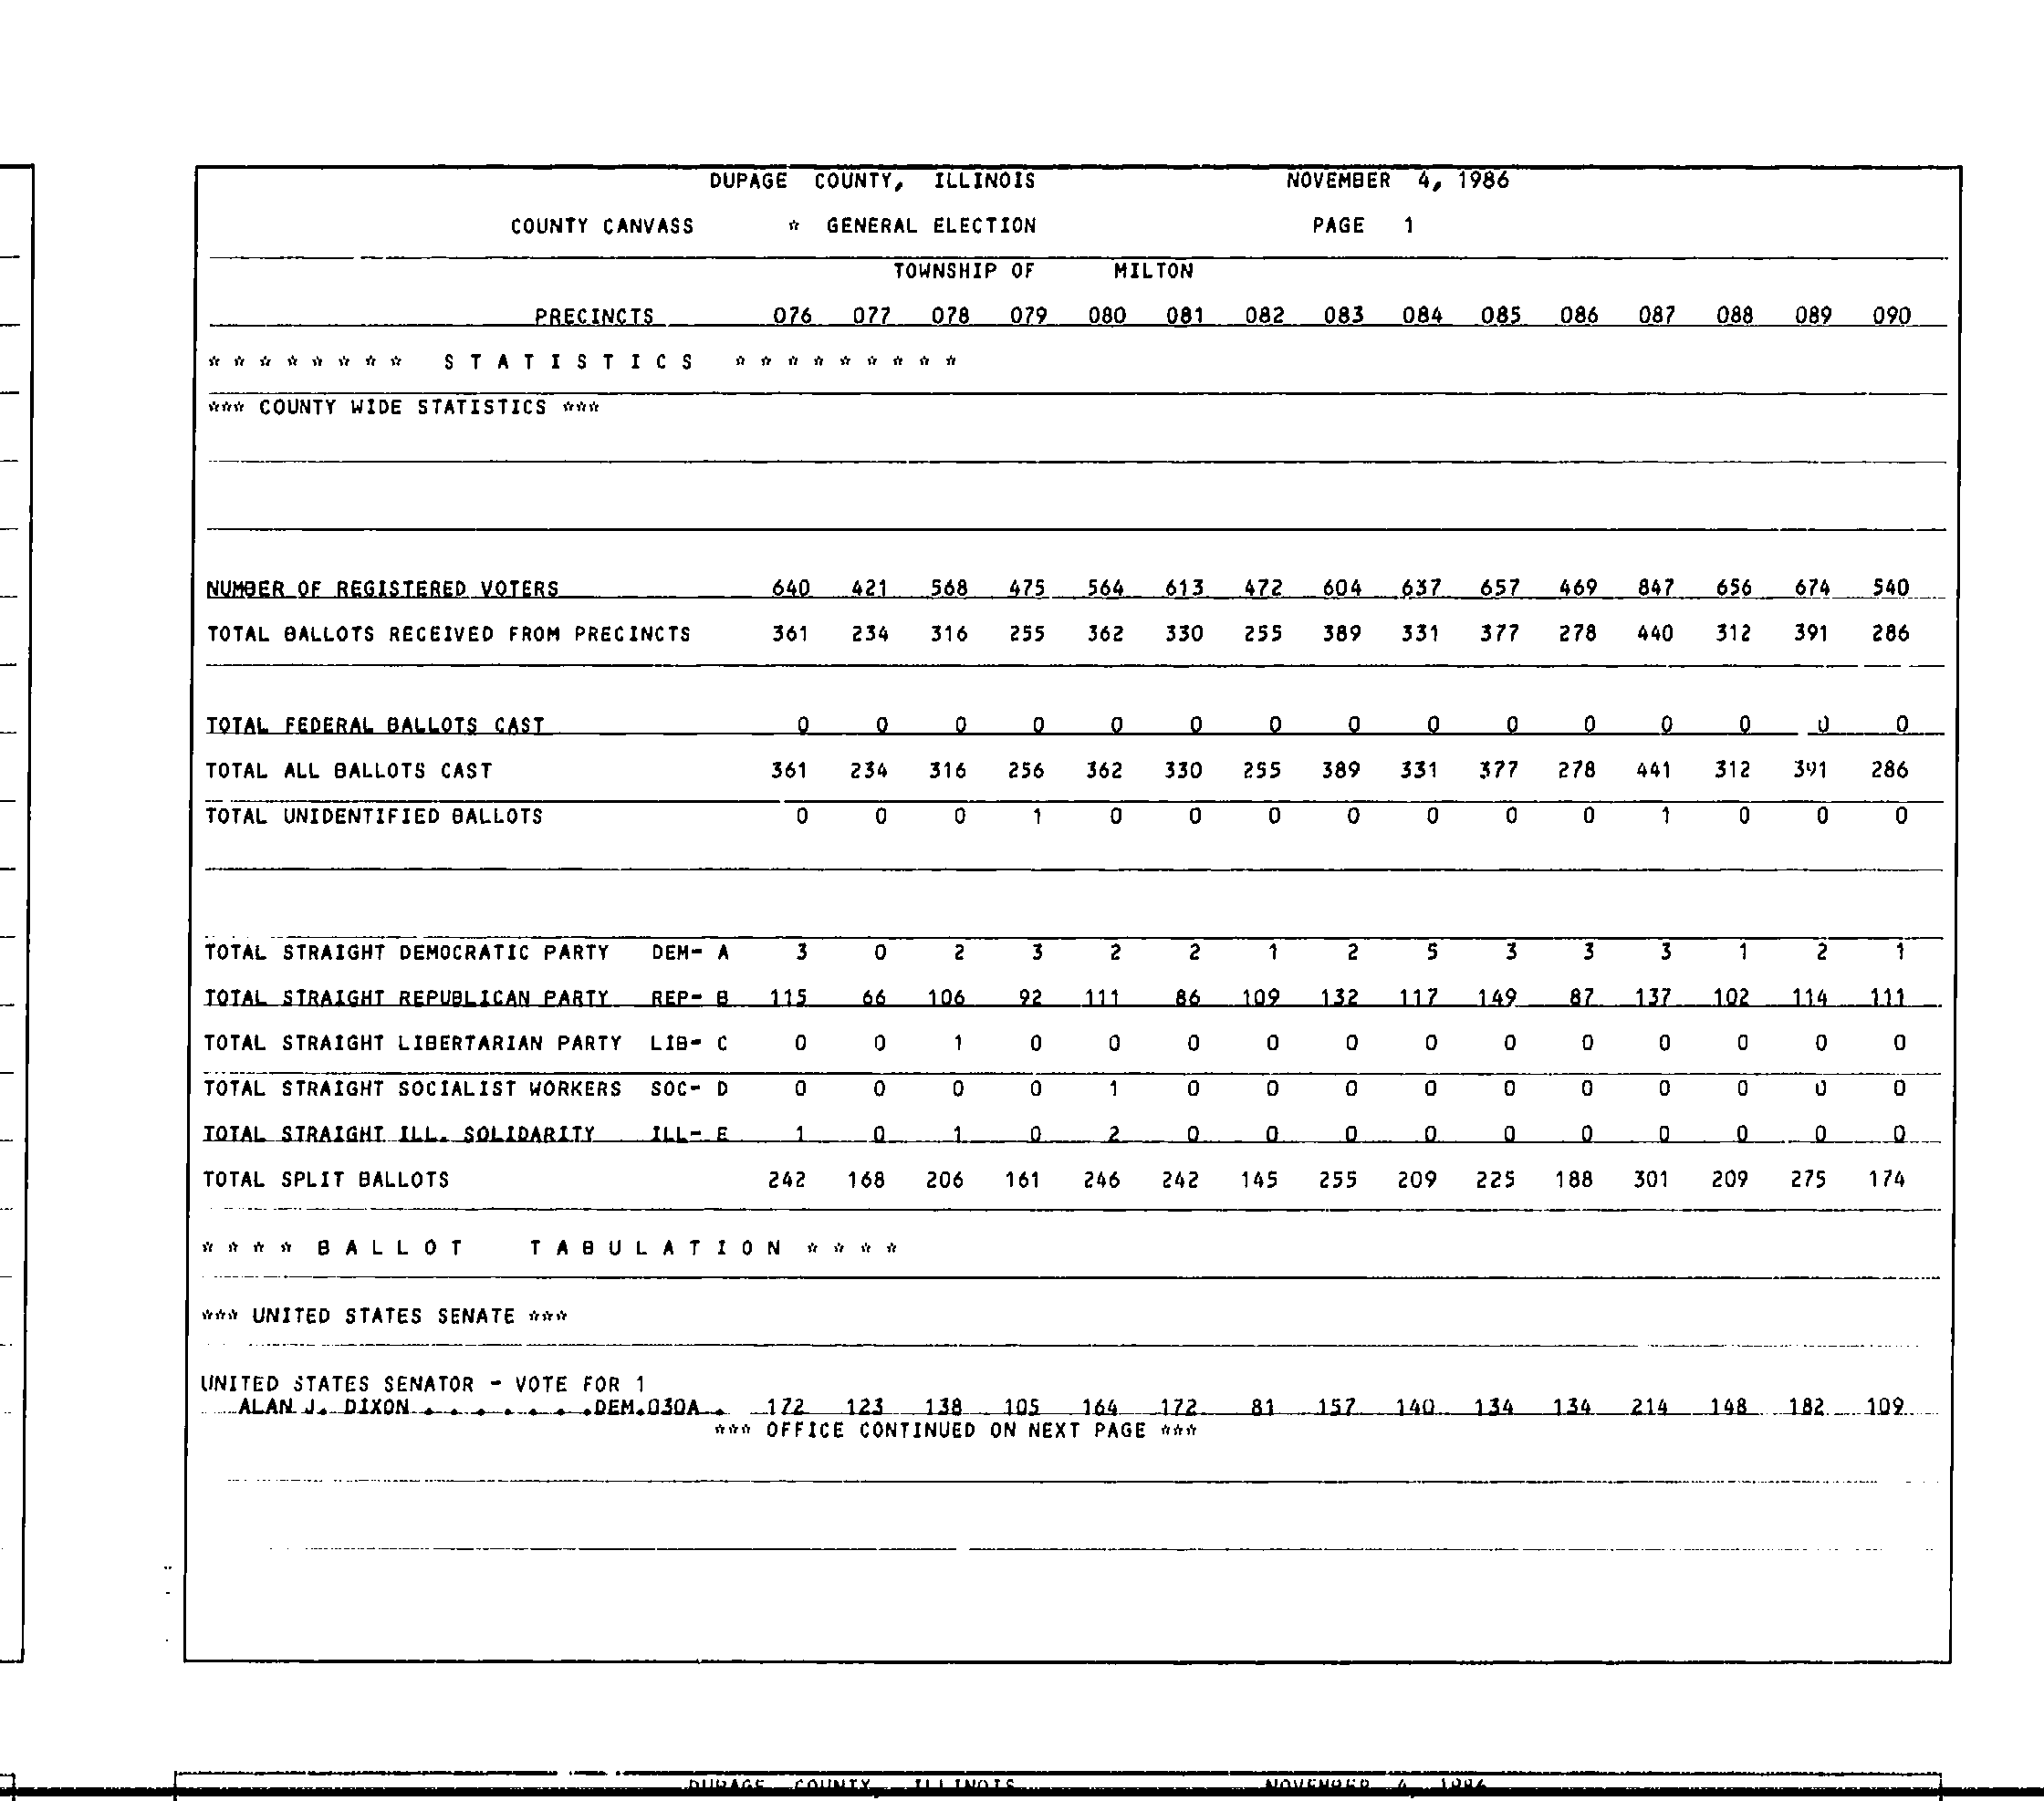 DUPAGE COUNTY, ILLINOIS NOVEMBER 4, 1986
COUNTY CANVASS * GENERAL ELECTION PAGE 1
TOWNSHIP OF MILTON
PRECINCTS 076 077 078 079 080 081 082 083 084 085 086 087 088 089 090
* * * * * * * * S T A T I S T I C S * * * * * * * * *
*** COUNTY WIDE STATISTICS ***
NUMBER OF REGISTERED VOTERS 640 421 568 475 564 613 472 604 637 657 469 847 656 674 540
TOTAL BALLOTS RECEIVED FROM PRECINCTS 361 234 316 255 362 330 255 389 331 377 278 440 312 391 286
TOTAL FEDERAL BALLOTS CAST 0 0 0 0 0 0 0 0 0 0 0 0 0 0 0
TOTAL ALL BALLOTS CAST 361 234 316 256 362 330 255 389 331 377 278 441 312 391 286
TOTAL UNIDENTIFIED BALLOTS 0 0 0 1 0 0 0 0 0 0 0 1 0 0 0
TOTAL STRAIGHT DEMOCRATIC PARTY DEM- A 3 0 2 3 2 2 1 2 5 3 3 3 1 2 1
TOTAL STRAIGHT REPUBLICAN PARTY REP- B 115 66 106 92 111 86 109 132 117 149 87 137 102 114 111
TOTAL STRAIGHT LIBERTARIAN PARTY LIB- C 0 0 1 0 0 0 0 0 0 0 0 0 0 0 0
TOTAL STRAIGHT SOCIALIST WORKERS SOC- D 0 0 0 0 1 0 0 0 0 0 0 0 0 0 0
TOTAL STRAIGHT ILL. SOLIDARITY ILL- E 1 0 1 0 2 0 0 0 0 0 0 0 0 0 0
TOTAL SPLIT BALLOTS 242 168 206 161 246 242 145 255 209 225 188 301 209 275 174
* * * * B A L L O T T A B U L A T I O N * * * *
*** UNITED STATES SENATE ***
UNITED STATES SENATOR - VOTE FOR 1
ALAN J. DIXON . . . . . . .DEM.030A . 172 123 138 105 164 172 81 157 140 134 134 214 148 182 109
*** OFFICE CONTINUED ON NEXT PAGE ***
DUPAGE COUNTY, ILLINOIS NOVEMBER 4, 1986